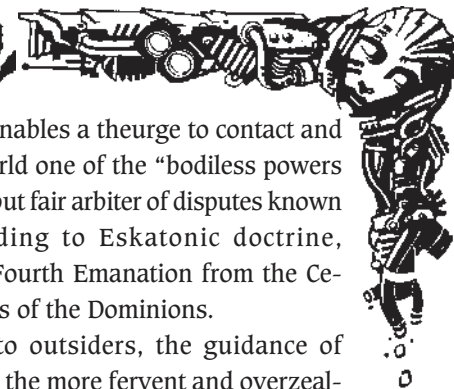 nables a theurge to contact and
orld one of the “bodiless powers
but fair arbiter of disputes known
ding to Eskatonic doctrine,
Fourth Emanation from the Ce-
s of the Dominions.
to outsiders, the guidance of
the more fervent and overzeal-